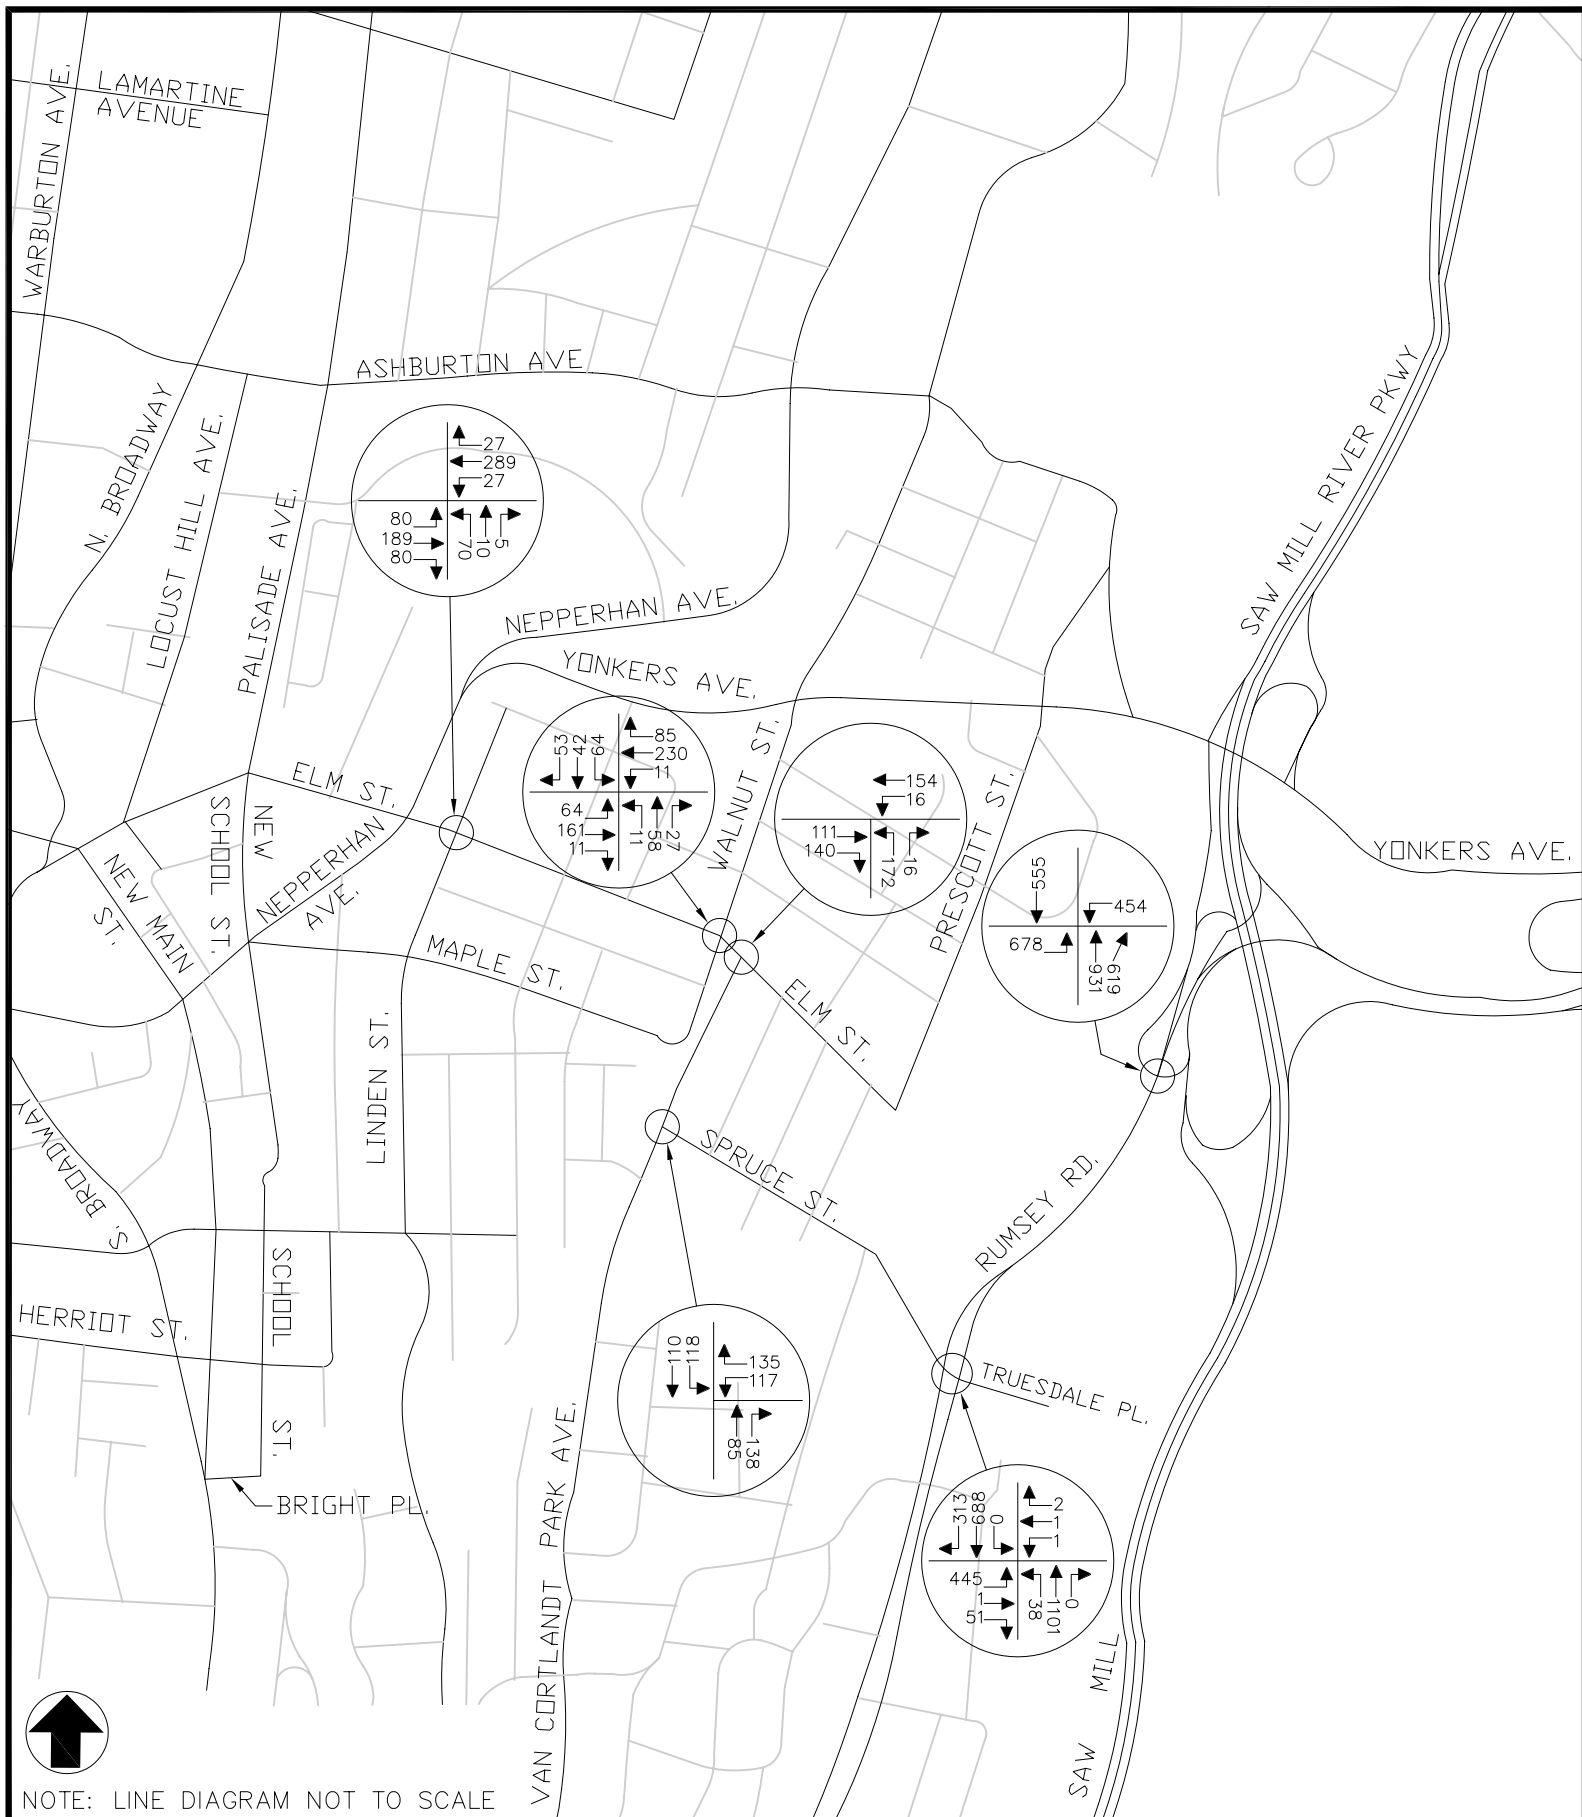 WARBURTON AVE.
LAMARTINE
AVENUE
ASHBURTON AVE
N. BROADWAY
LOCUST HILL AVE.
PALISADE AVE.
27
289
27
80
189
80
70
10
5
NEPPERHAN AVE.
YONKERS AVE.
SAW MILL RIVER PKWY
ELM ST.
53
42
64
85
230
11
64
161
11
11
58
27
WALNUT ST.
154
16
111
140
172
16
PRESCOTT ST.
555
454
678
931
619
YONKERS AVE.
NEW
SCHOOL ST.
NEPPERHAN
AVE.
NEW MAIN
ST.
MAPLE ST.
ELM ST.
LINDEN ST.
S. BROADWAY
SPRUCE ST.
RUMSEY RD.
HERRIOT ST.
SCHOOL ST.
110
118
135
117
85
138
TRUESDALE PL.
BRIGHT PL.
VAN CORTLANDT PARK AVE.
313
688
0
2
1
1
445
1
51
38
1101
0
SAW MILL
NOTE: LINE DIAGRAM NOT TO SCALE